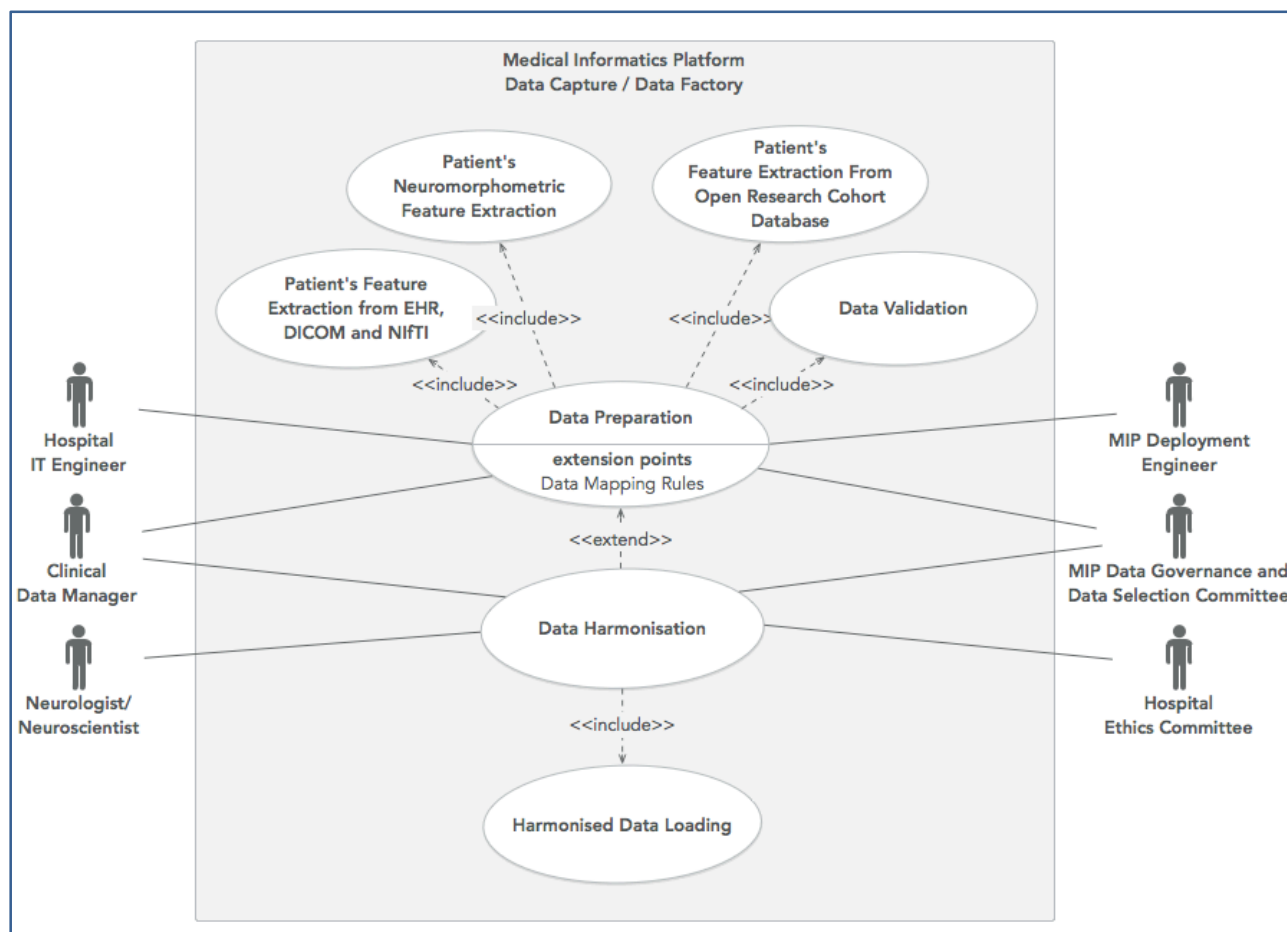 Medical Informatics Platform
Data Capture / Data Factory
Patient's
Neuromorphometric
Feature Extraction
Patient's
Feature Extraction From
Open Research Cohort
Database
Patient's Feature
Extraction from EHR,
DICOM and NIfTI
Data Validation
<<include>>
<<include>>
<<include>>
<<include>>
Data Preparation
extension points
Data Mapping Rules
Hospital
IT Engineer
MIP Deployment
Engineer
<<extend>>
Clinical
Data Manager
MIP Data Governance and
Data Selection Committee
Data Harmonisation
Neurologist/
Neuroscientist
Hospital
Ethics Committee
<<include>>
Harmonised Data Loading